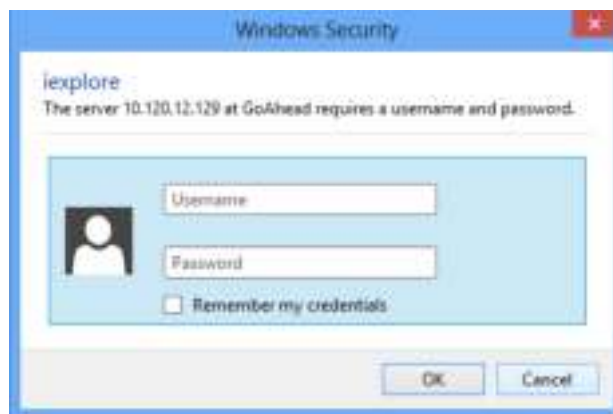 Windows Security
iexplore
The server 10.120.12.129 at GoAhead requires a username and password.
Username
Password
Remember my credentials
OK
Cancel